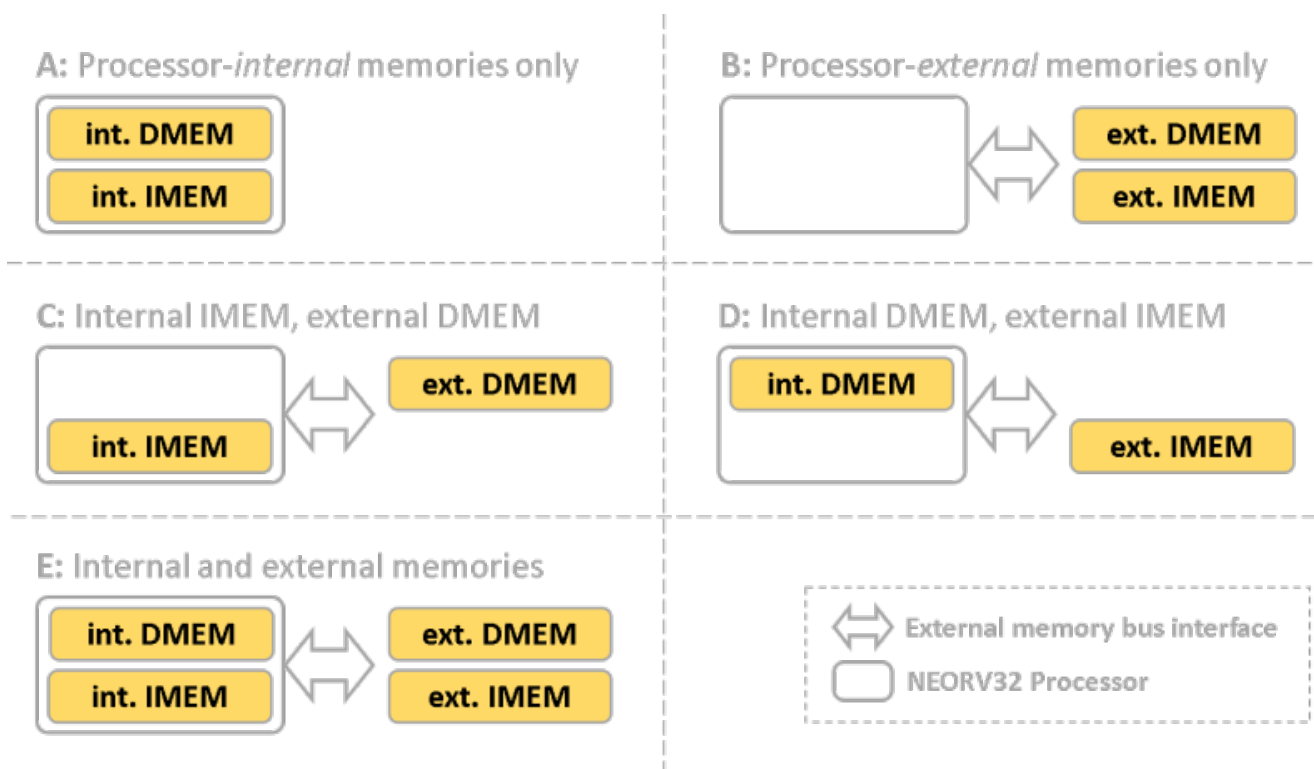 A: Processor-internal memories only
int. DMEM
int. IMEM
B: Processor-external memories only
ext. DMEM
ext. IMEM
C: Internal IMEM, external DMEM
int. IMEM
ext. DMEM
D: Internal DMEM, external IMEM
int. DMEM
ext. IMEM
E: Internal and external memories
int. DMEM
int. IMEM
ext. DMEM
ext. IMEM
External memory bus interface
NEORV32 Processor